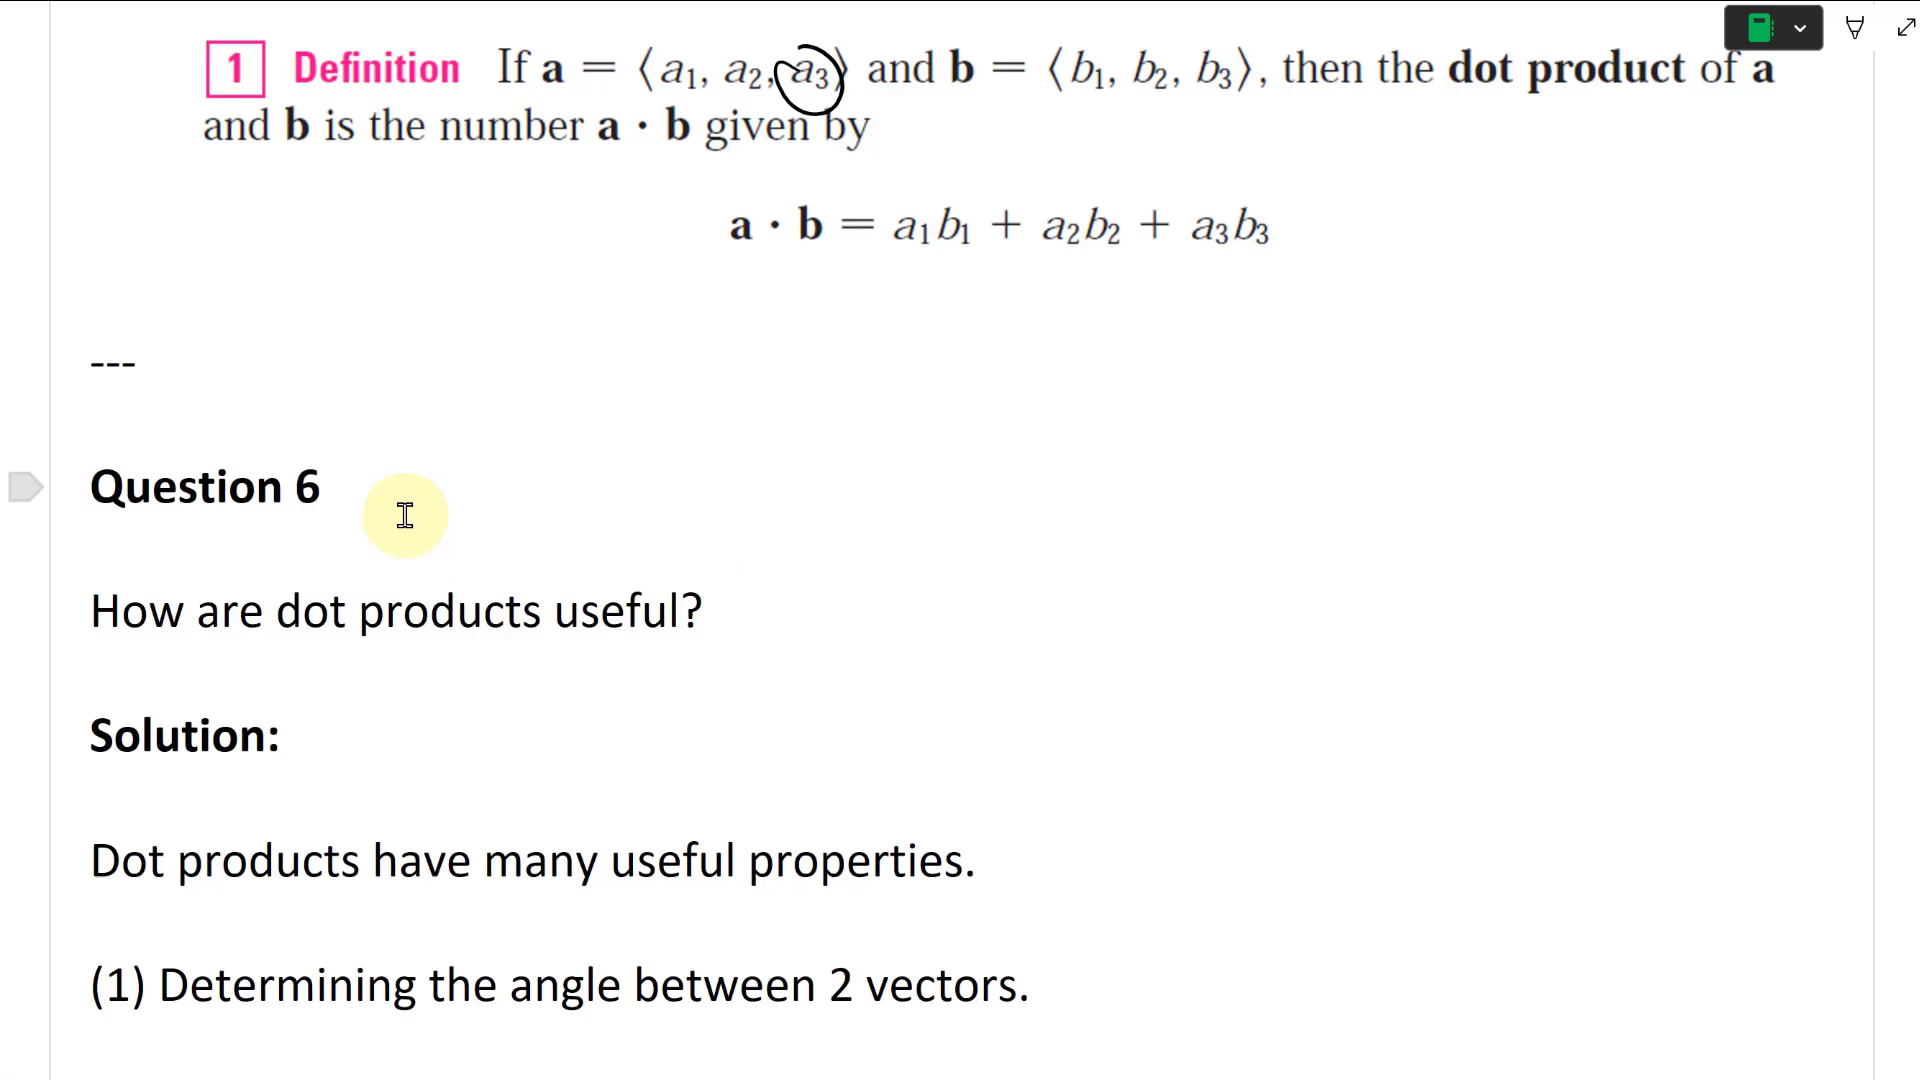 1 Definition If a = ⟨a₁, a₂, a₃⟩ and b = ⟨b₁, b₂, b₃⟩, then the dot product of a
and b is the number a · b given by
a · b = a₁b₁ + a₂b₂ + a₃b₃
---
Question 6
How are dot products useful?
Solution:
Dot products have many useful properties.
(1) Determining the angle between 2 vectors.